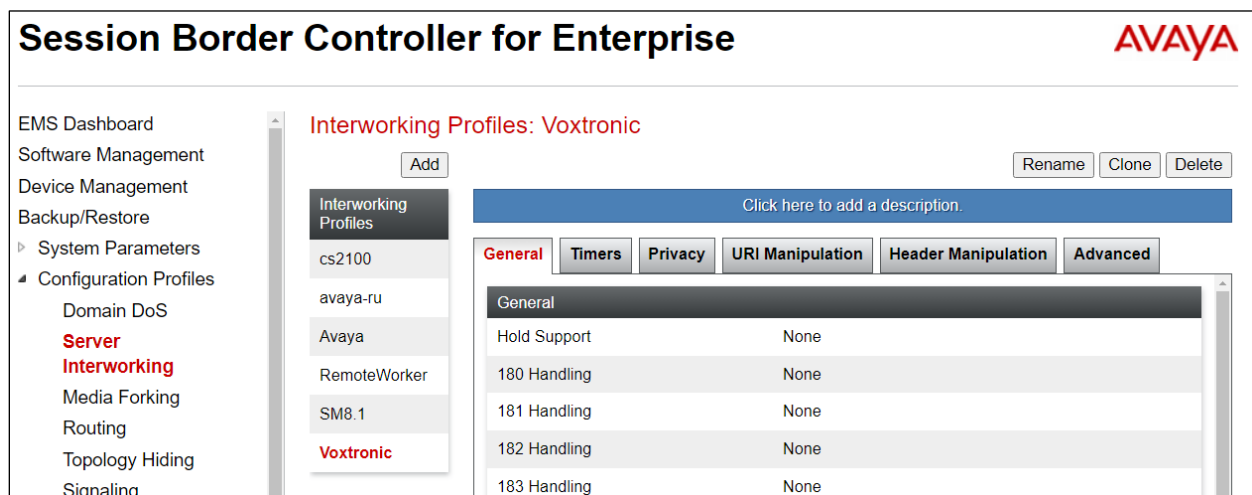 Session Border Controller for Enterprise
AVAYA
EMS Dashboard
Software Management
Device Management
Backup/Restore
System Parameters
Configuration Profiles
Domain DoS
Server
Interworking
Media Forking
Routing
Topology Hiding
Signaling
Interworking Profiles: Voxtronic
Add
Rename
Clone
Delete
Interworking
Profiles
cs2100
avaya-ru
Avaya
RemoteWorker
SM8.1
Voxtronic
Click here to add a description.
General Timers Privacy URI Manipulation Header Manipulation Advanced
General
Hold Support None
180 Handling None
181 Handling None
182 Handling None
183 Handling None